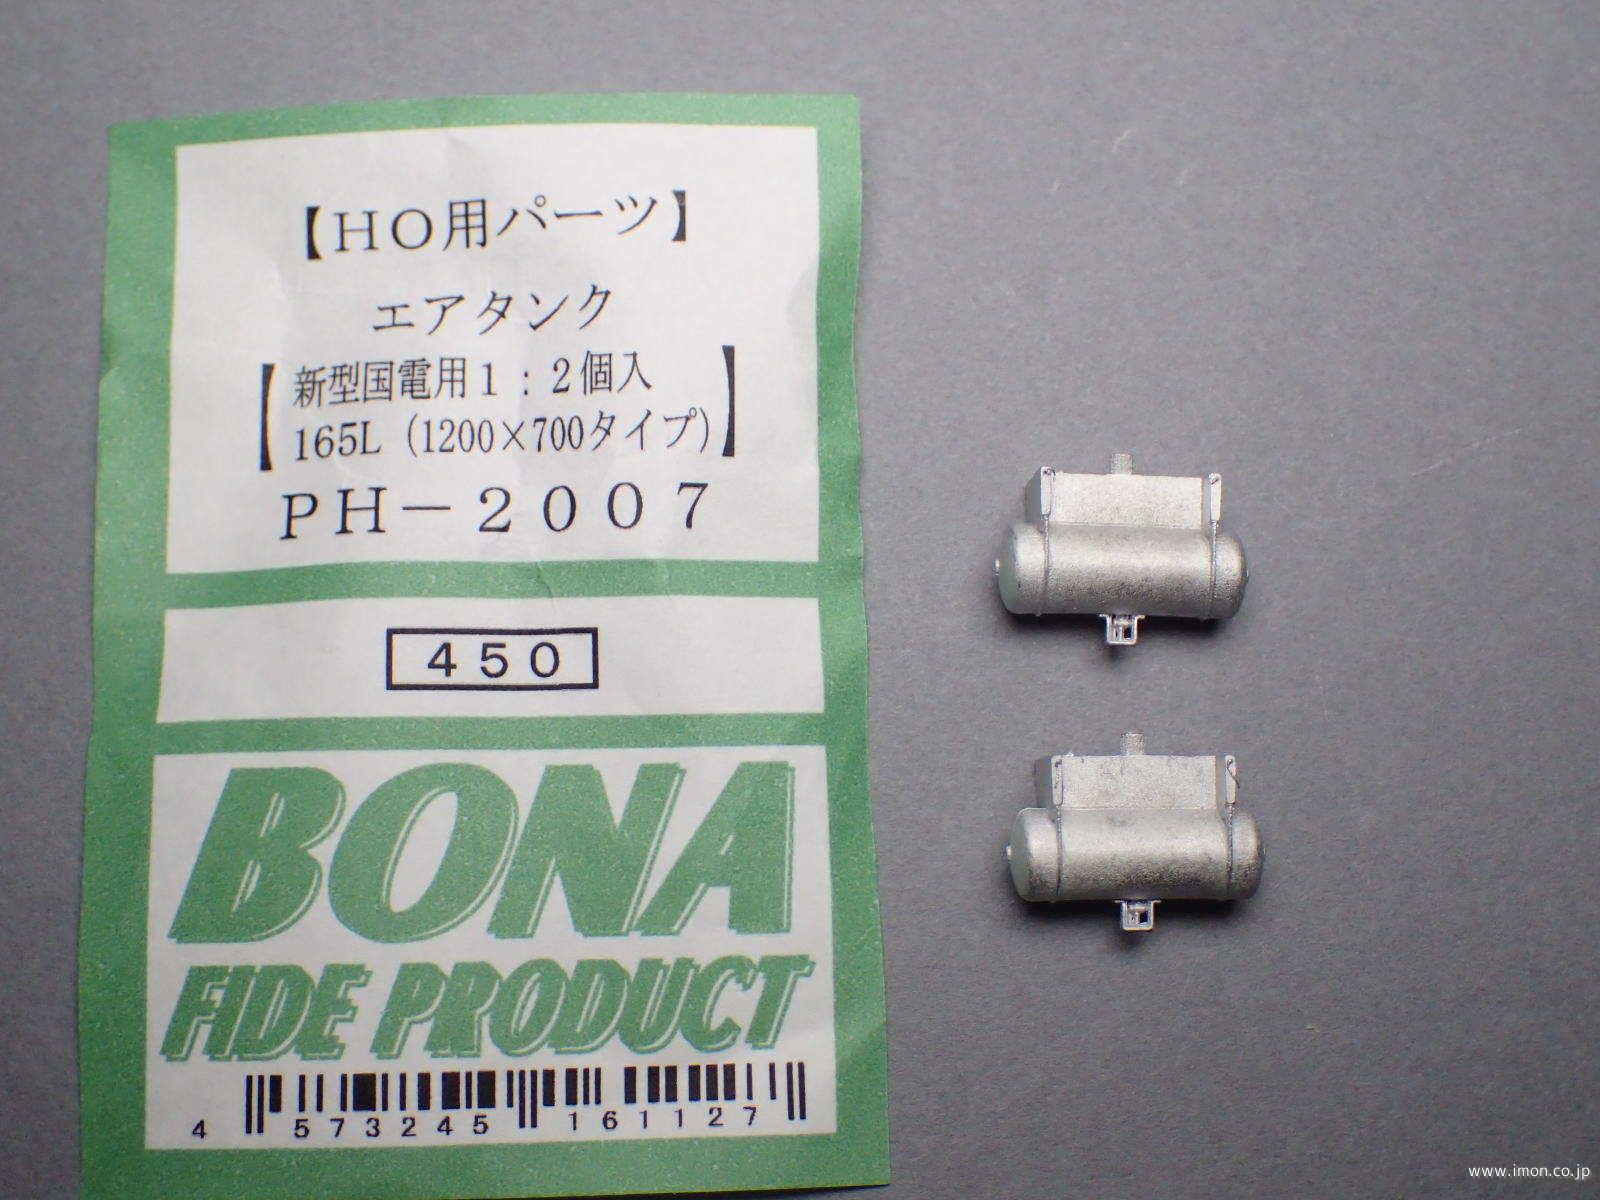 【HO用パーツ】
エアタンク
【新型国電用1:2個入
165L（1200×700タイプ）】
PH－2007
450
BONA
FIDE PRODUCT
4 573245 161127
www.imon.co.jp